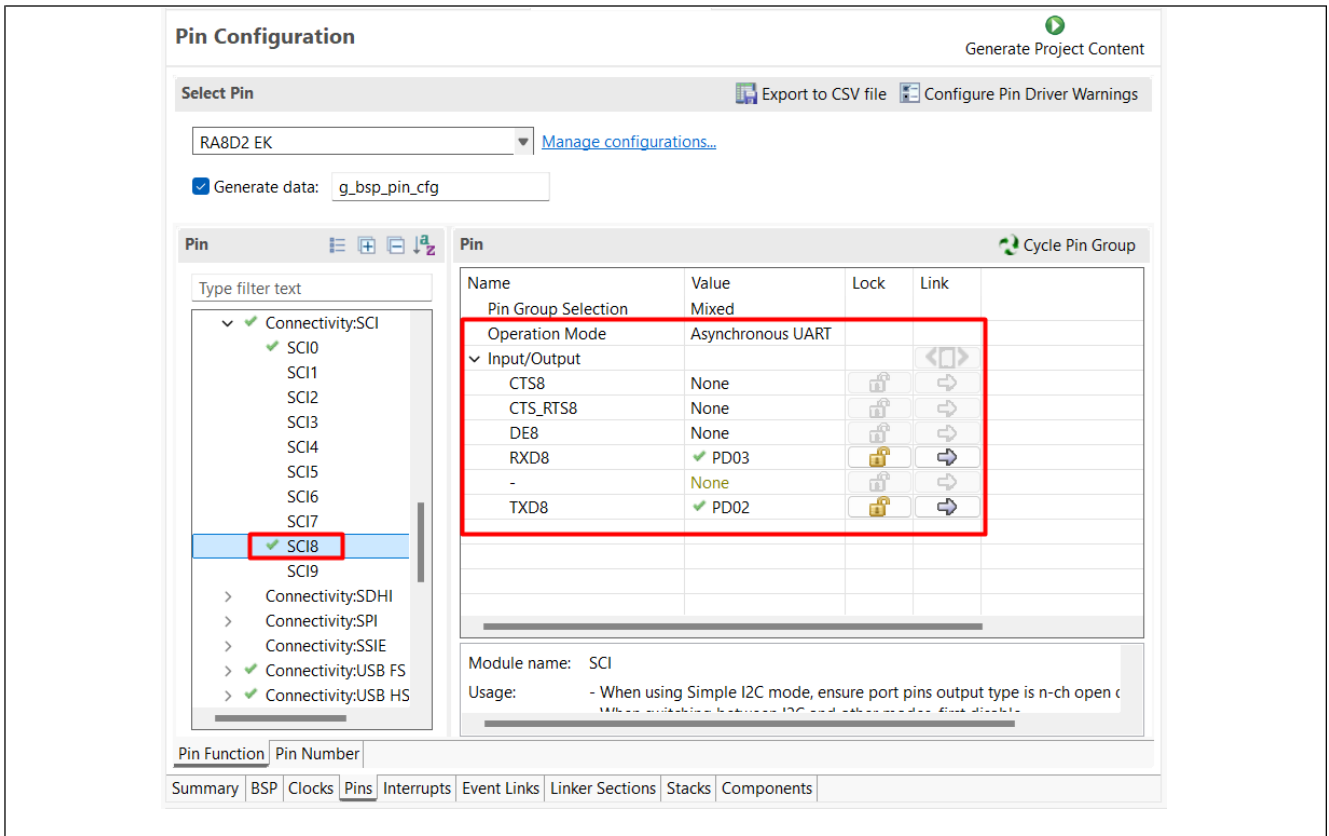 Pin Configuration
Generate Project Content
Select Pin
Export to CSV file
Configure Pin Driver Warnings
RA8D2 EK
Manage configurations...
Generate data: g_bsp_pin_cfg
Pin
Type filter text
Connectivity:SCI
SCI0
SCI1
SCI2
SCI3
SCI4
SCI5
SCI6
SCI7
SCI8
SCI9
Connectivity:SDHI
Connectivity:SPI
Connectivity:SSIE
Connectivity:USB FS
Connectivity:USB HS
Pin
Cycle Pin Group
Name Value Lock Link
Pin Group Selection Mixed
Operation Mode Asynchronous UART
Input/Output
CTS8 None
CTS_RTS8 None
DE8 None
RXD8 PD03
- None
TXD8 PD02
Module name: SCI
Usage: - When using Simple I2C mode, ensure port pins output type is n-ch open
Pin Function Pin Number
Summary BSP Clocks Pins Interrupts Event Links Linker Sections Stacks Components